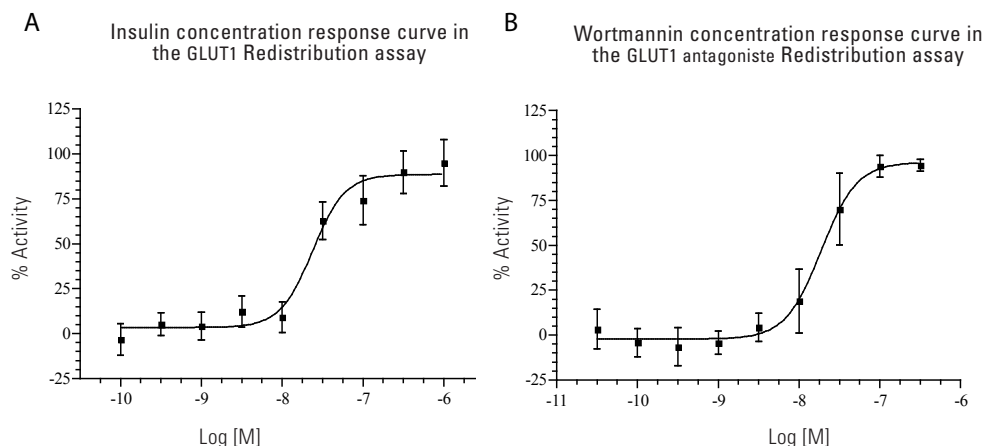 A
Insulin concentration response curve in
the GLUT1 Redistribution assay
125
100
75
50
25
0
-25
% Activity
-10
-9
-8
-7
-6
Log [M]
B
Wortmannin concentration response curve in
the GLUT1 antagoniste Redistribution assay
125
100
75
50
25
0
-25
% Activity
-11
-10
-9
-8
-7
-6
Log [M]